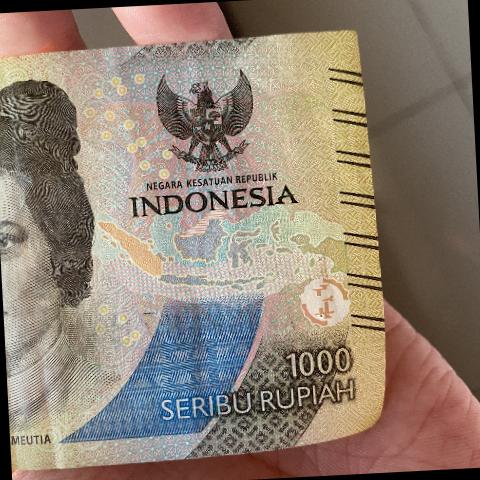 NEGARA KESATUAN REPUBLIK
INDONESIA
1000
SERIBU RUPIAH
MEUTIA